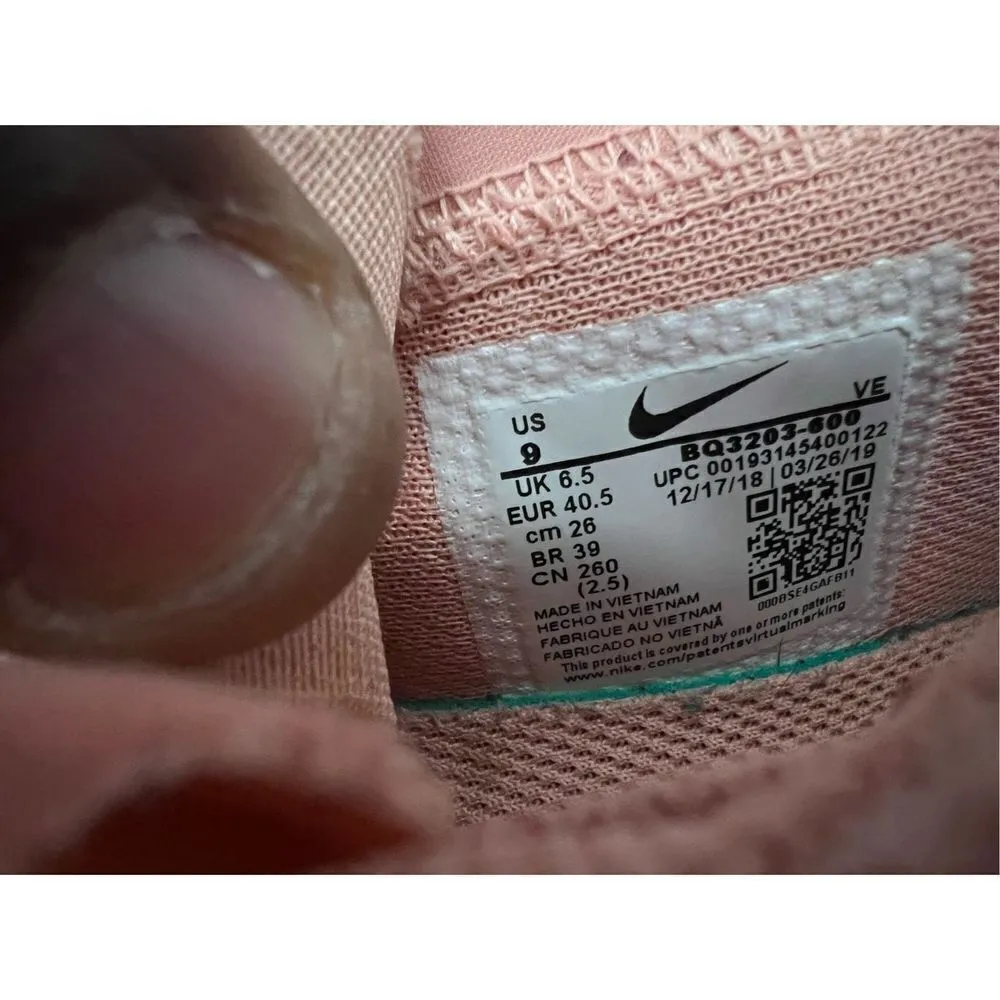 US
9
VE
BQ3203-600
UPC 00193145400122
12/17/18 | 03/26/19
UK 6.5
EUR 40.5
cm 26
BR 39
CN 260
(2.5)
000BSE4GAFB11
MADE IN VIETNAM
HECHO EN VIETNAM
FABRIQUE AU VIETNAM
FABRICADO NO VIETNÃ
This product is covered by one or more patents:
www.nike.com/patentsvirtualmarking